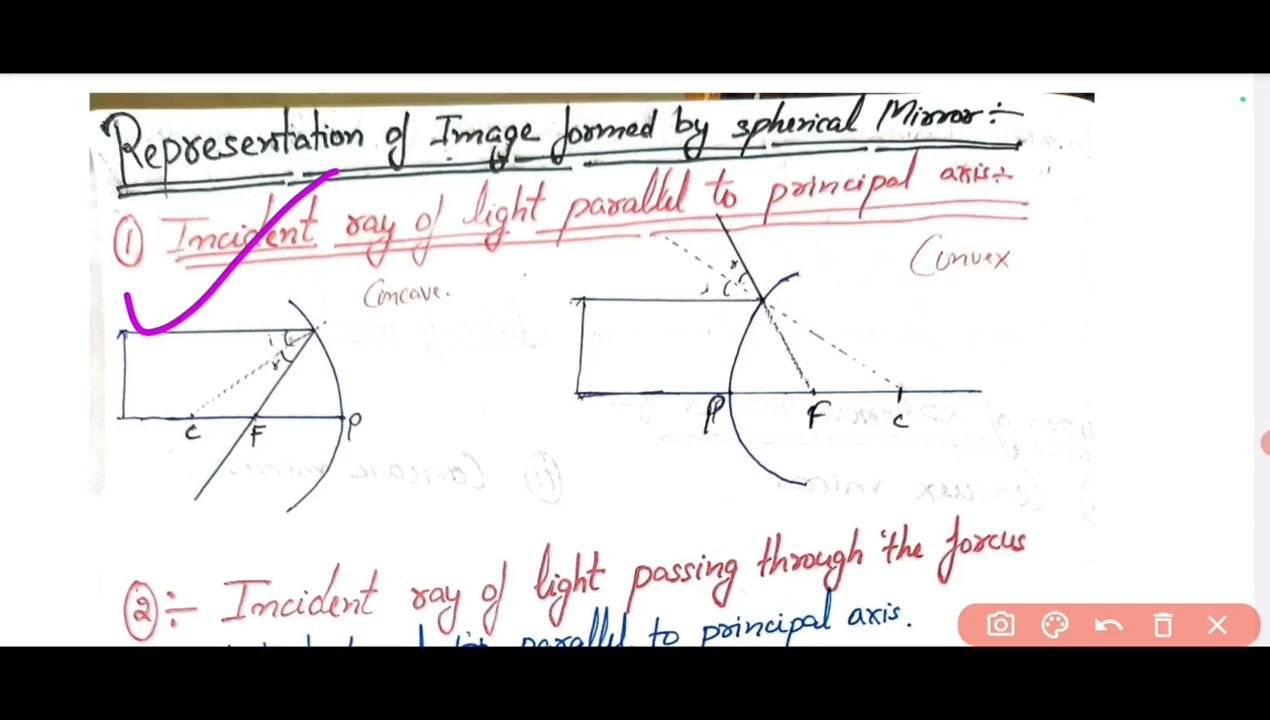 Representation of Image formed by spherical Mirror÷
① Incident ray of light parallel to principal axis÷
Concave.
Convex
i
r
C
F
P
r
i
P
F
C
②÷ Incident ray of light passing through the forcus
parallel to principal axis.